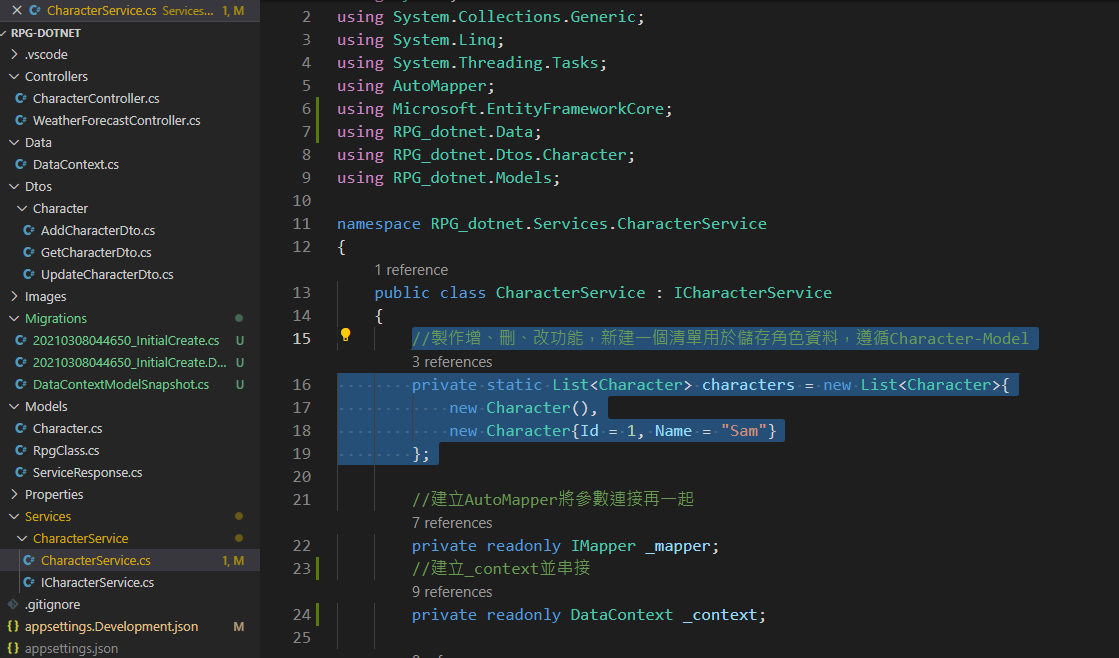 CharacterService.cs Services... 1, M
RPG-DOTNET
.vscode
Controllers
CharacterController.cs
WeatherForecastController.cs
Data
DataContext.cs
Dtos
Character
AddCharacterDto.cs
GetCharacterDto.cs
UpdateCharacterDto.cs
Images
Migrations
20210308044650_InitialCreate.cs U
20210308044650_InitialCreate.D... U
DataContextModelSnapshot.cs U
Models
Character.cs
RpgClass.cs
ServiceResponse.cs
Properties
Services
CharacterService
CharacterService.cs 1, M
ICharacterService.cs
.gitignore
appsettings.Development.json M
appsettings.json
2 using System.Collections.Generic;
3 using System.Linq;
4 using System.Threading.Tasks;
5 using AutoMapper;
6 using Microsoft.EntityFrameworkCore;
7 using RPG_dotnet.Data;
8 using RPG_dotnet.Dtos.Character;
9 using RPG_dotnet.Models;
10
11 namespace RPG_dotnet.Services.CharacterService
12 {
1 reference
13 public class CharacterService : ICharacterService
14 {
15 //製作增、刪、改功能，新建一個清單用於儲存角色資料，遵循Character-Model
3 references
16 private static List<Character> characters = new List<Character>{
17 new Character(),
18 new Character{Id = 1, Name = "Sam"}
19 };
20
21 //建立AutoMapper將參數連接再一起
7 references
22 private readonly IMapper _mapper;
23 //建立_context並串接
9 references
24 private readonly DataContext _context;
25